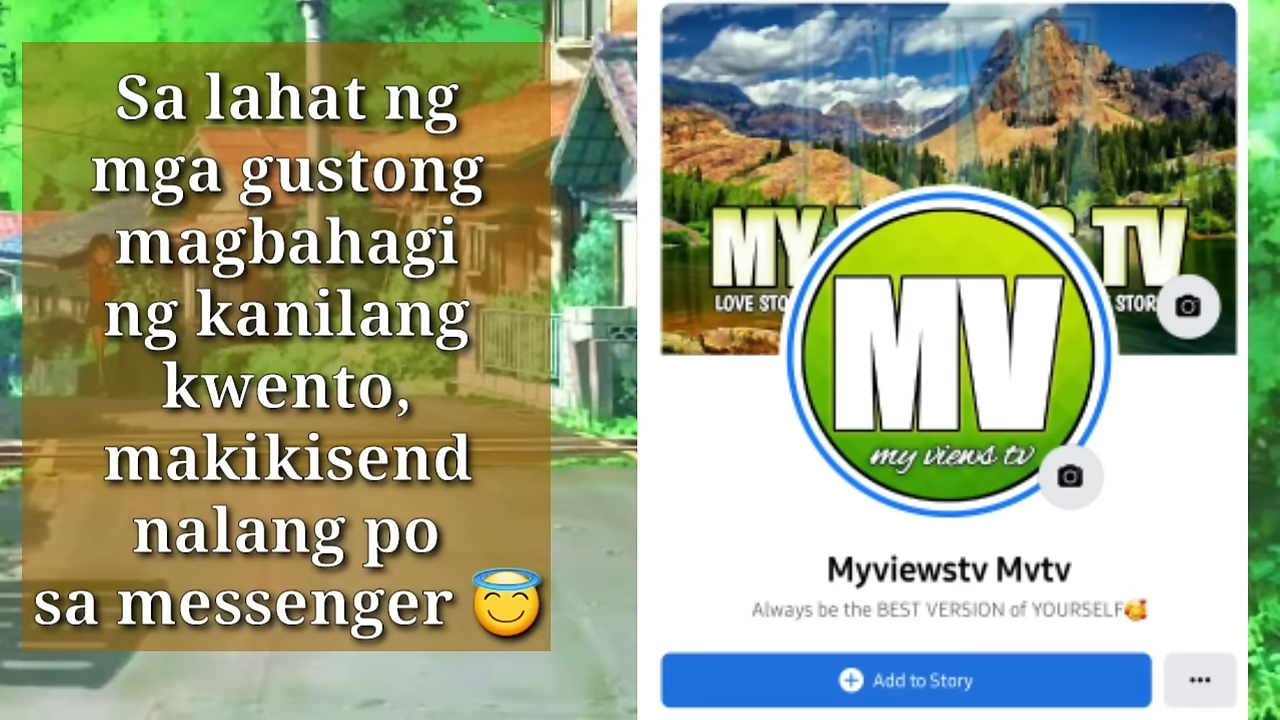 Sa lahat ng
mga gustong
magbahagi
ng kanilang
kwento,
makikisend
nalang po
sa messenger 😇
MY TV
LOVE STO
MV
my views tv
Myviewstv Mvtv
Always be the BEST VERSION of YOURSELF🥰
Add to Story